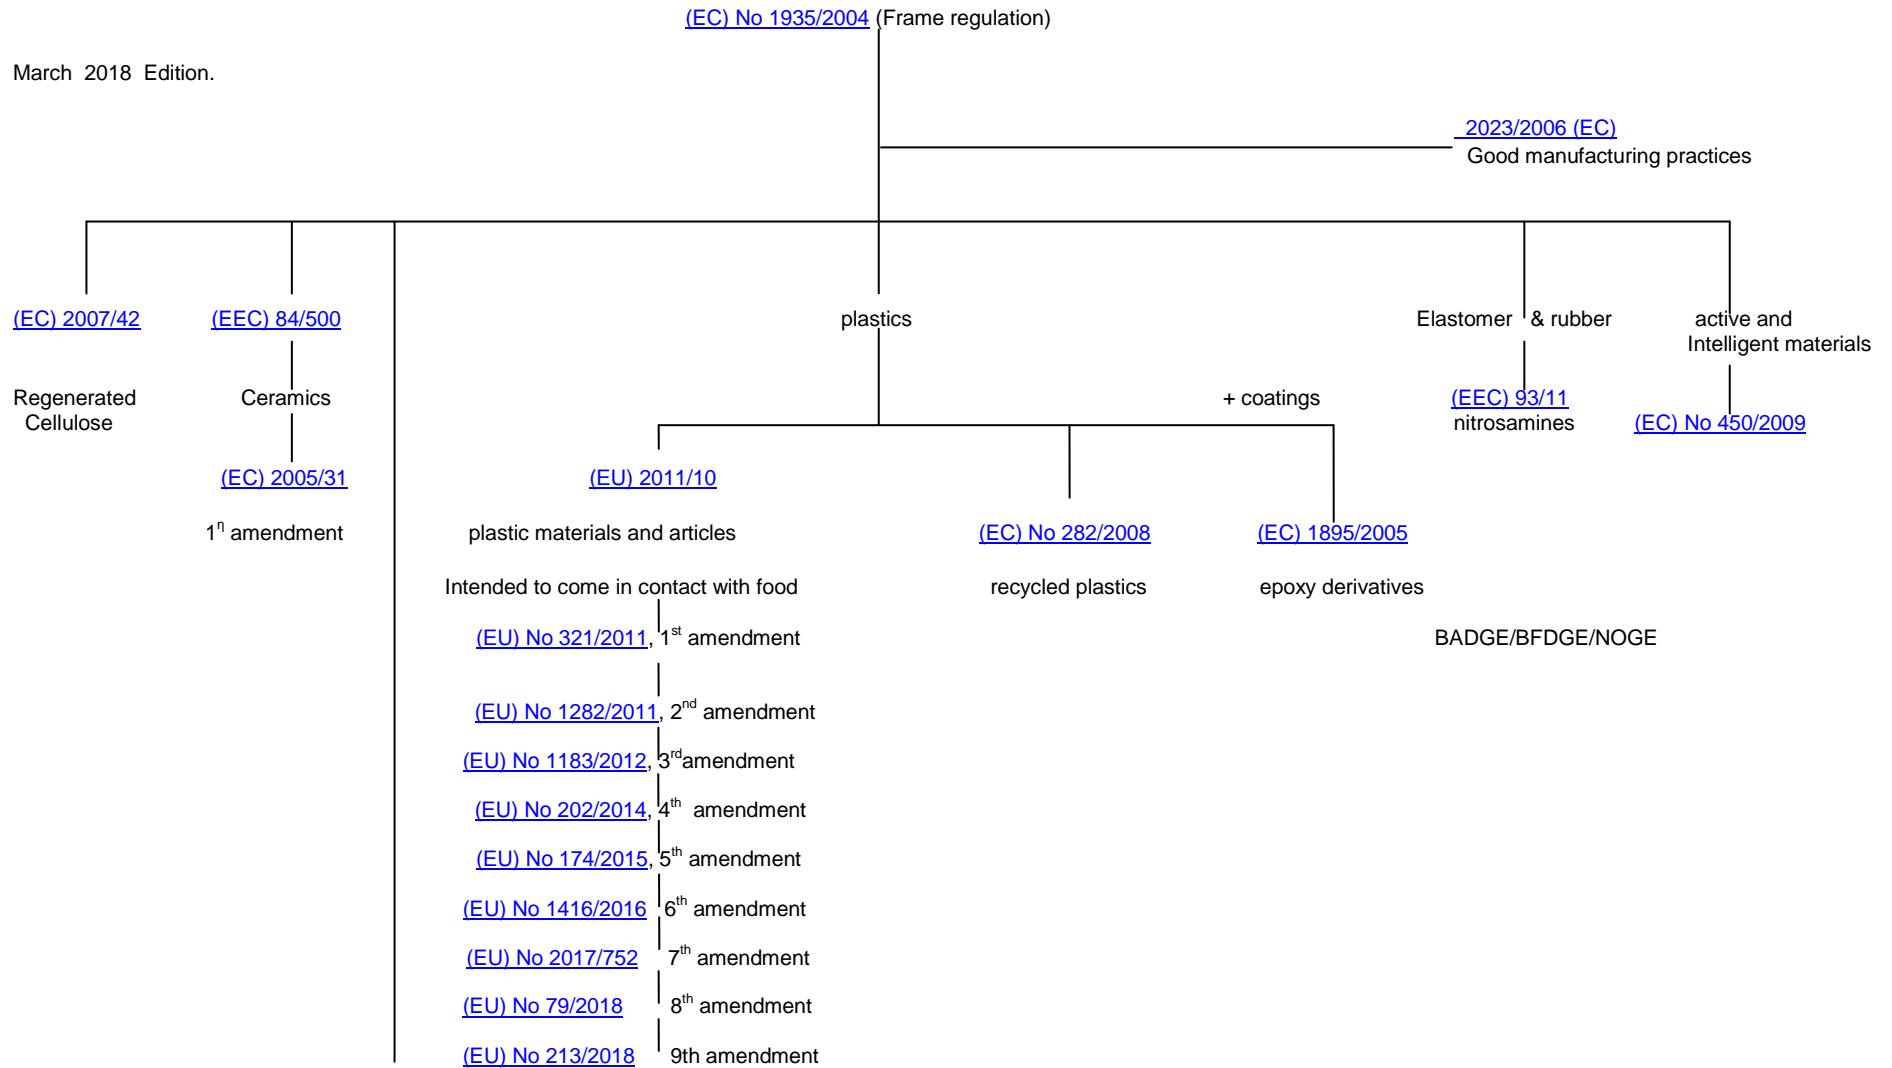 (EC) No 1935/2004 (Frame regulation)
March 2018 Edition.
2023/2006 (EC)
Good manufacturing practices
(EC) 2007/42
(EEC) 84/500
plastics
Elastomer & rubber
active and
Intelligent materials
Regenerated
Cellulose
Ceramics
+ coatings
(EEC) 93/11
nitrosamines
(EC) No 450/2009
(EC) 2005/31
(EU) 2011/10
1η amendment
plastic materials and articles
(EC) No 282/2008
(EC) 1895/2005
Intended to come in contact with food
recycled plastics
epoxy derivatives
(EU) No 321/2011, 1st amendment
BADGE/BFDGE/NOGE
(EU) No 1282/2011, 2nd amendment
(EU) No 1183/2012, 3rdamendment
(EU) No 202/2014, 4th amendment
(EU) No 174/2015, 5th amendment
(EU) No 1416/2016 6th amendment
(EU) No 2017/752 7th amendment
(EU) No 79/2018 8th amendment
(EU) No 213/2018 9th amendment